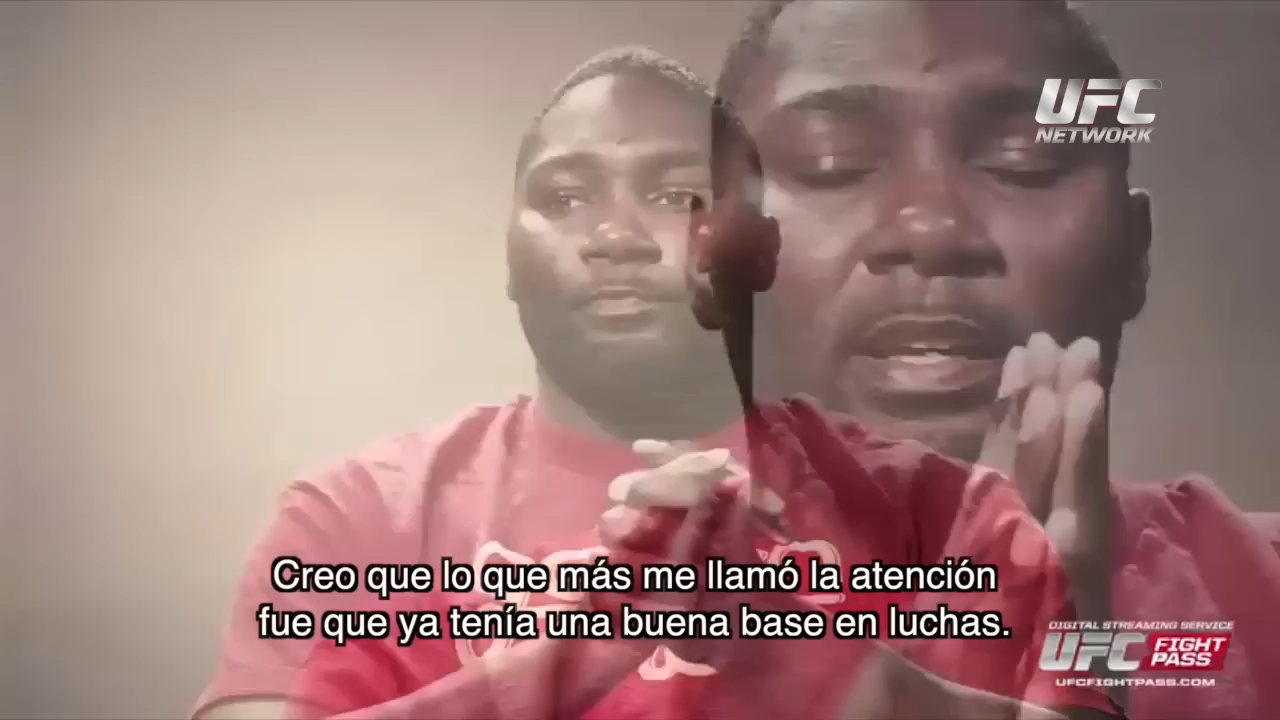 UFC
NETWORK
Creo que lo que más me llamó la atención
fue que ya tenía una buena base en luchas.
DIGITAL STREAMING SERVICE
UFC FIGHT PASS
UFCFIGHTPASS.COM